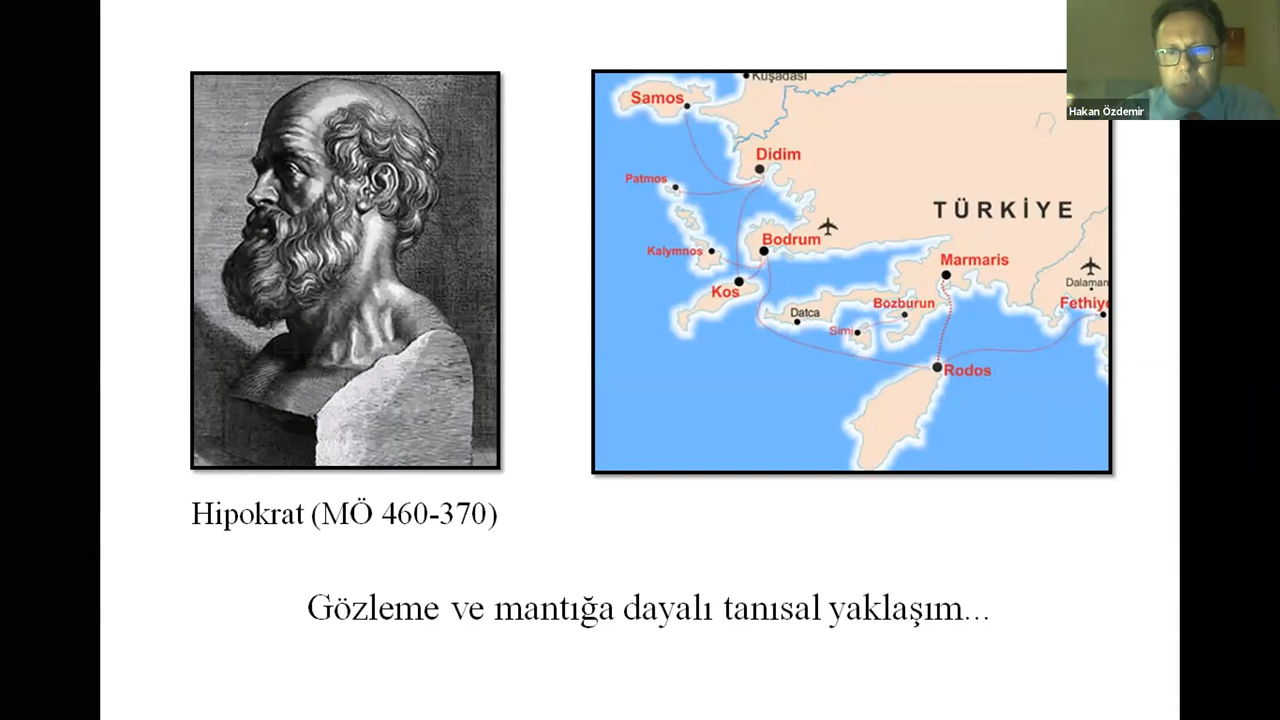 Hakan Özdemir
Kuşadası
Samos
Didim
Patmos
TÜRKİYE
Bodrum
Kalymnos
Marmaris
Kos
Dalaman
Bozburun
Fethiye
Datca
Simi
Rodos
Hipokrat (MÖ 460-370)
Gözleme ve mantığa dayalı tanısal yaklaşım...